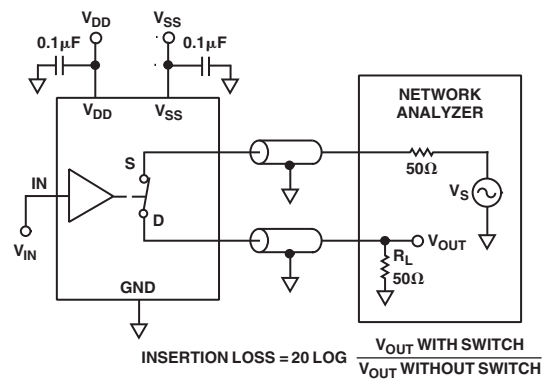 VDD
VSS
0.1μF
0.1μF
VDD
VSS
NETWORK
ANALYZER
S
50Ω
IN
VS
D
VOUT
VIN
RL
50Ω
GND
INSERTION LOSS = 20 LOG
VOUT WITH SWITCH
VOUT WITHOUT SWITCH